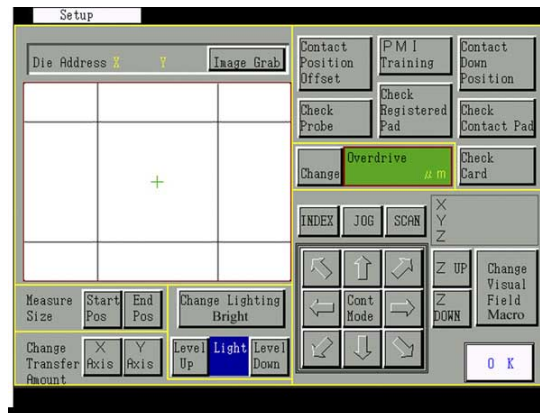 Setup
Die Address X Y
Image Grab
Contact
Position
Offset
PMI
Training
Contact
Down
Position
Check
Probe
Check
Registered
Pad
Check
Contact Pad
Change
Overdrive
μm
Check
Card
INDEX
JOG
SCAN
X
Y
Z
Measure
Size
Start
Pos
End
Pos
Change Lighting
Bright
Cont
Mode
Z UP
Z
DOWN
Change
Visual
Field
Macro
Change
Transfer
Amount
X
Axis
Y
Axis
Level
Up
Light
Level
Down
O K